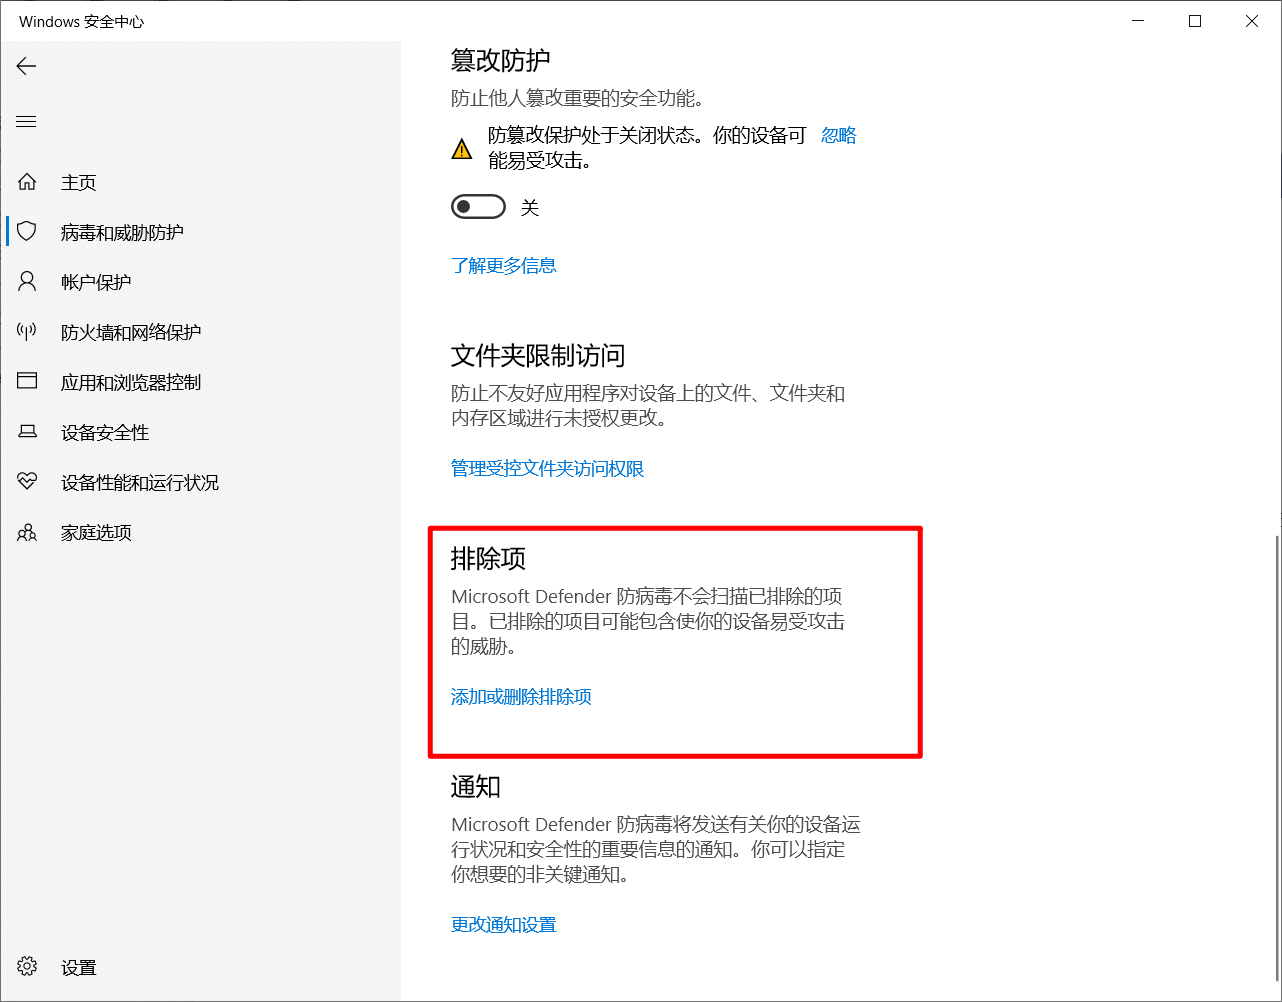 Windows 安全中心
主页
病毒和威胁防护
帐户保护
防火墙和网络保护
应用和浏览器控制
设备安全性
设备性能和运行状况
家庭选项
设置
篡改防护
防止他人篡改重要的安全功能。
防篡改保护处于关闭状态。你的设备可 忽略
能易受攻击。
关
了解更多信息
文件夹限制访问
防止不友好应用程序对设备上的文件、文件夹和
内存区域进行未授权更改。
管理受控文件夹访问权限
排除项
Microsoft Defender 防病毒不会扫描已排除的项
目。已排除的项目可能包含使你的设备易受攻击
的威胁。
添加或删除排除项
通知
Microsoft Defender 防病毒将发送有关你的设备运
行状况和安全性的重要信息的通知。你可以指定
你想要的非关键通知。
更改通知设置